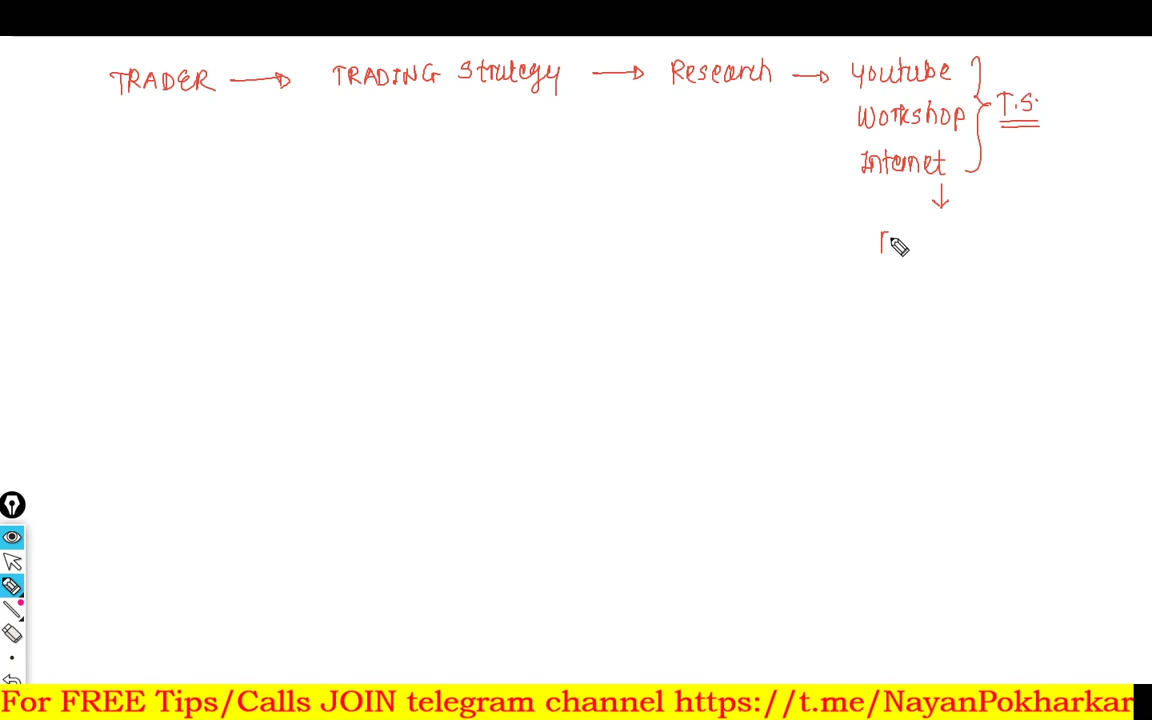 TRADER → TRADING Strategy → Research → Youtube
Workshop
Internet
T.S.
↓
For FREE Tips/Calls JOIN telegram channel https://t.me/NayanPokharkar